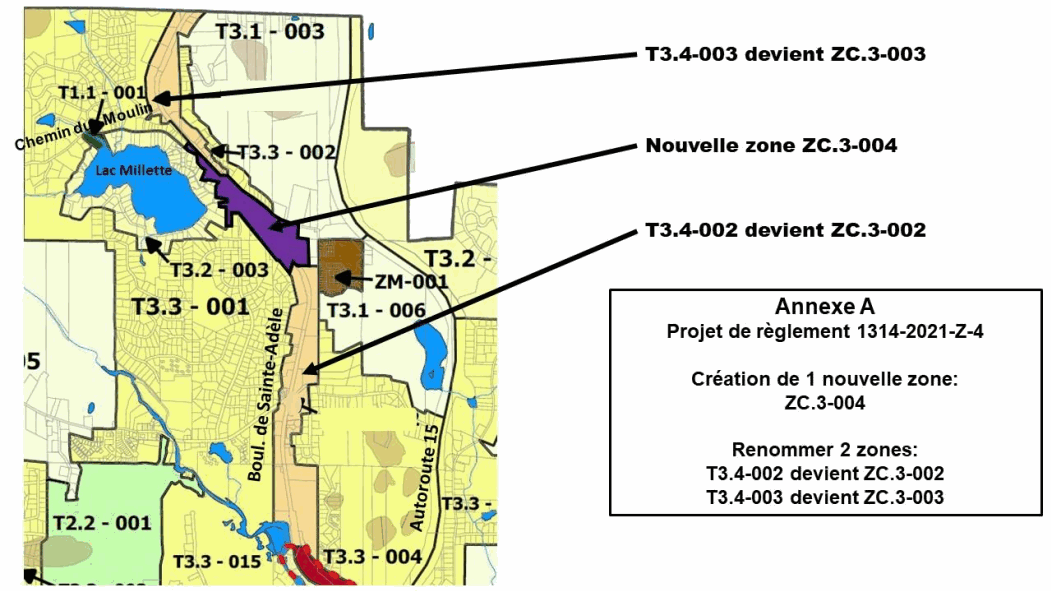 T3.1 - 003
T3.4-003 devient ZC.3-003
T1.1 - 001
Chemin du Moulin
T3.3 - 002
Nouvelle zone ZC.3-004
Lac Millette
T3.4-002 devient ZC.3-002
T3.2 - 003
T3.2 -
ZM-001
T3.3 - 001
T3.1 - 006
Annexe A
Projet de règlement 1314-2021-Z-4
Création de 1 nouvelle zone:
ZC.3-004
Renommer 2 zones:
T3.4-002 devient ZC.3-002
T3.4-003 devient ZC.3-003
05
Boul. de Sainte-Adèle
Autoroute 15
T3.3 -
T2.2 - 001
T3.3 - 015
T3.3 - 004